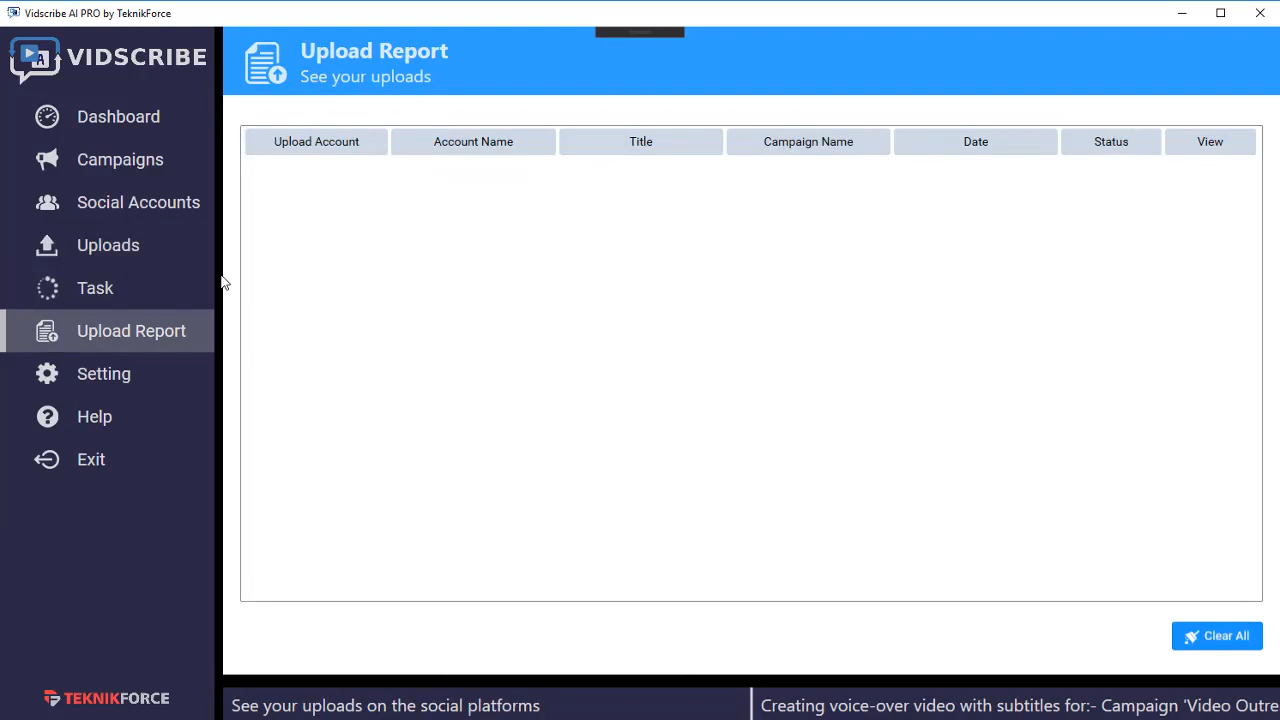 Vidscribe AI PRO by TeknikForce
VIDSCRIBE
Dashboard
Campaigns
Social Accounts
Uploads
Task
Upload Report
Setting
Help
Exit
TEKNIKFORCE
Upload Report
See your uploads
Upload Account Account Name Title Campaign Name Date Status View
Clear All
See your uploads on the social platforms
Creating voice-over video with subtitles for:- Campaign 'Video Outre